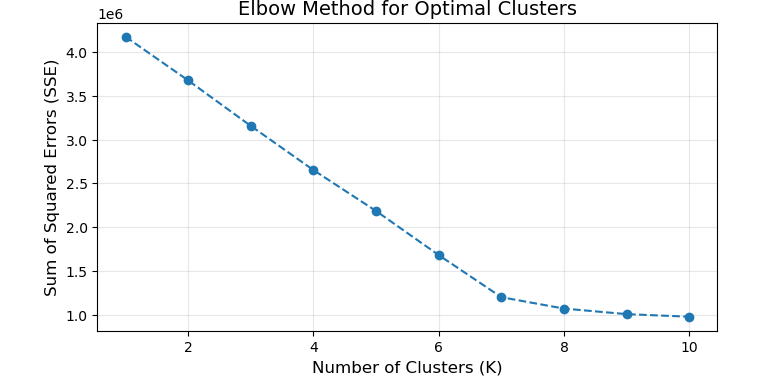 Elbow Method for Optimal Clusters
1e6
4.0
3.5
3.0
2.5
2.0
1.5
1.0
Sum of Squared Errors (SSE)
2 4 6 8 10
Number of Clusters (K)